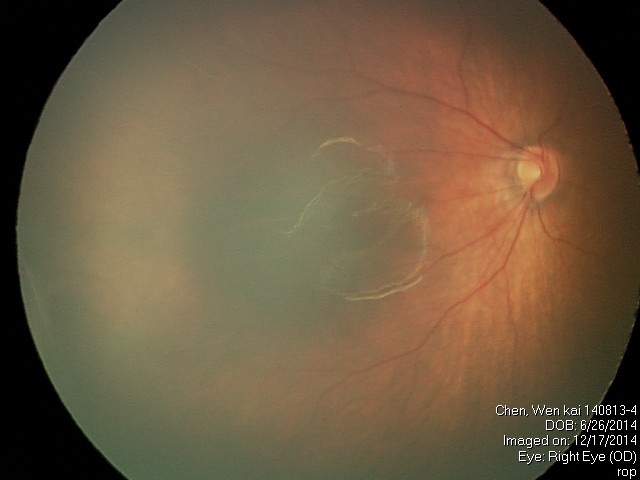 Chen, Wen kai 140813-4
DOB: 6/26/2014
Imaged on: 12/17/2014
Eye: Right Eye (OD)
rop